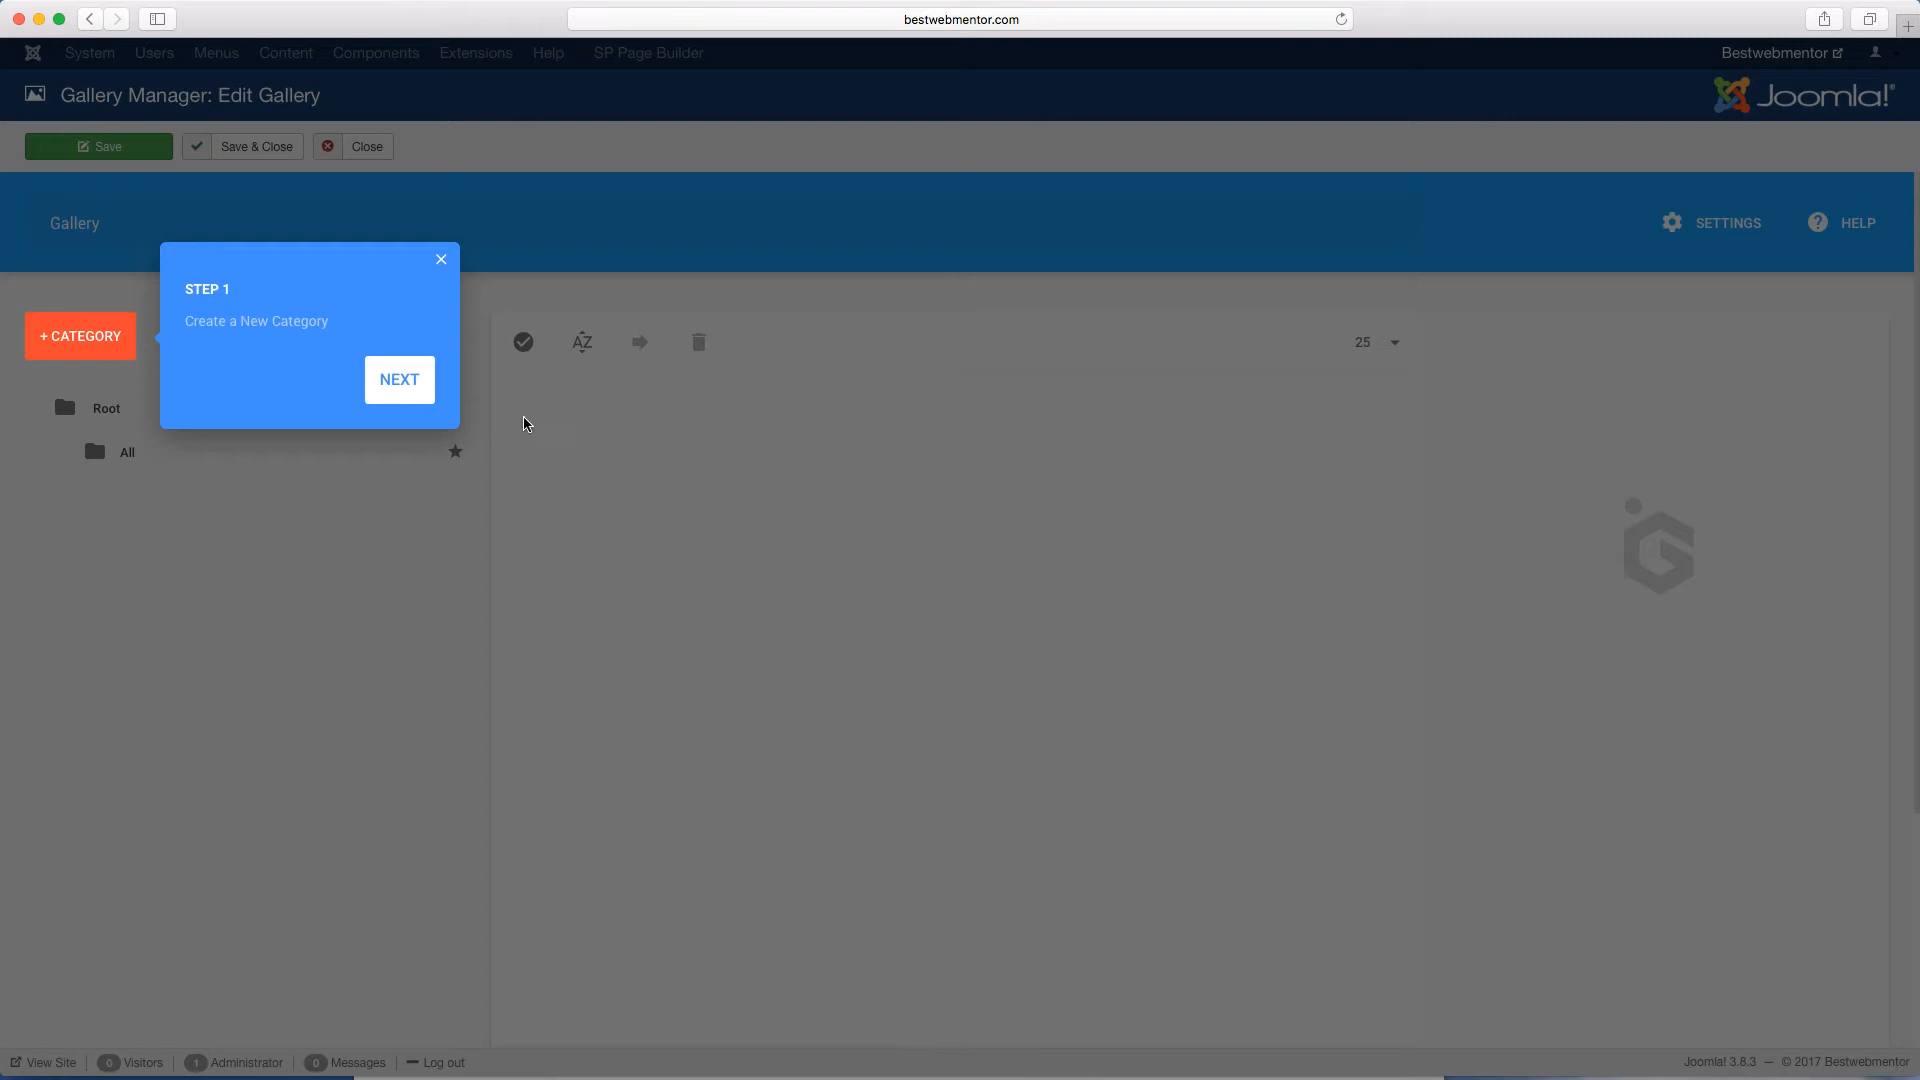 bestwebmentor.com
System Users Menus Content Components Extensions Help SP Page Builder Bestwebmentor
Gallery Manager: Edit Gallery Joomla!®
Save Save & Close Close
Gallery SETTINGS HELP
STEP 1
Create a New Category
+ CATEGORY
AZ 25
NEXT
Root
All
View Site 0 Visitors 1 Administrator 0 Messages Log out Joomla! 3.8.3 — © 2017 Bestwebmentor